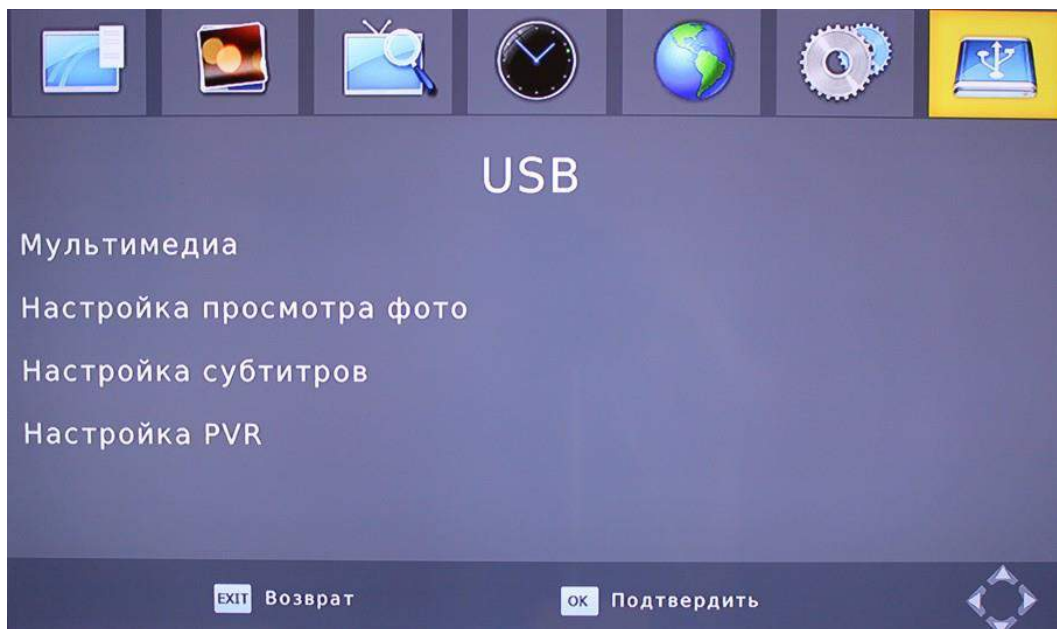 USB
Мультимедиа
Настройка просмотра фото
Настройка субтитров
Настройка PVR
EXIT Возврат OK Подтвердить